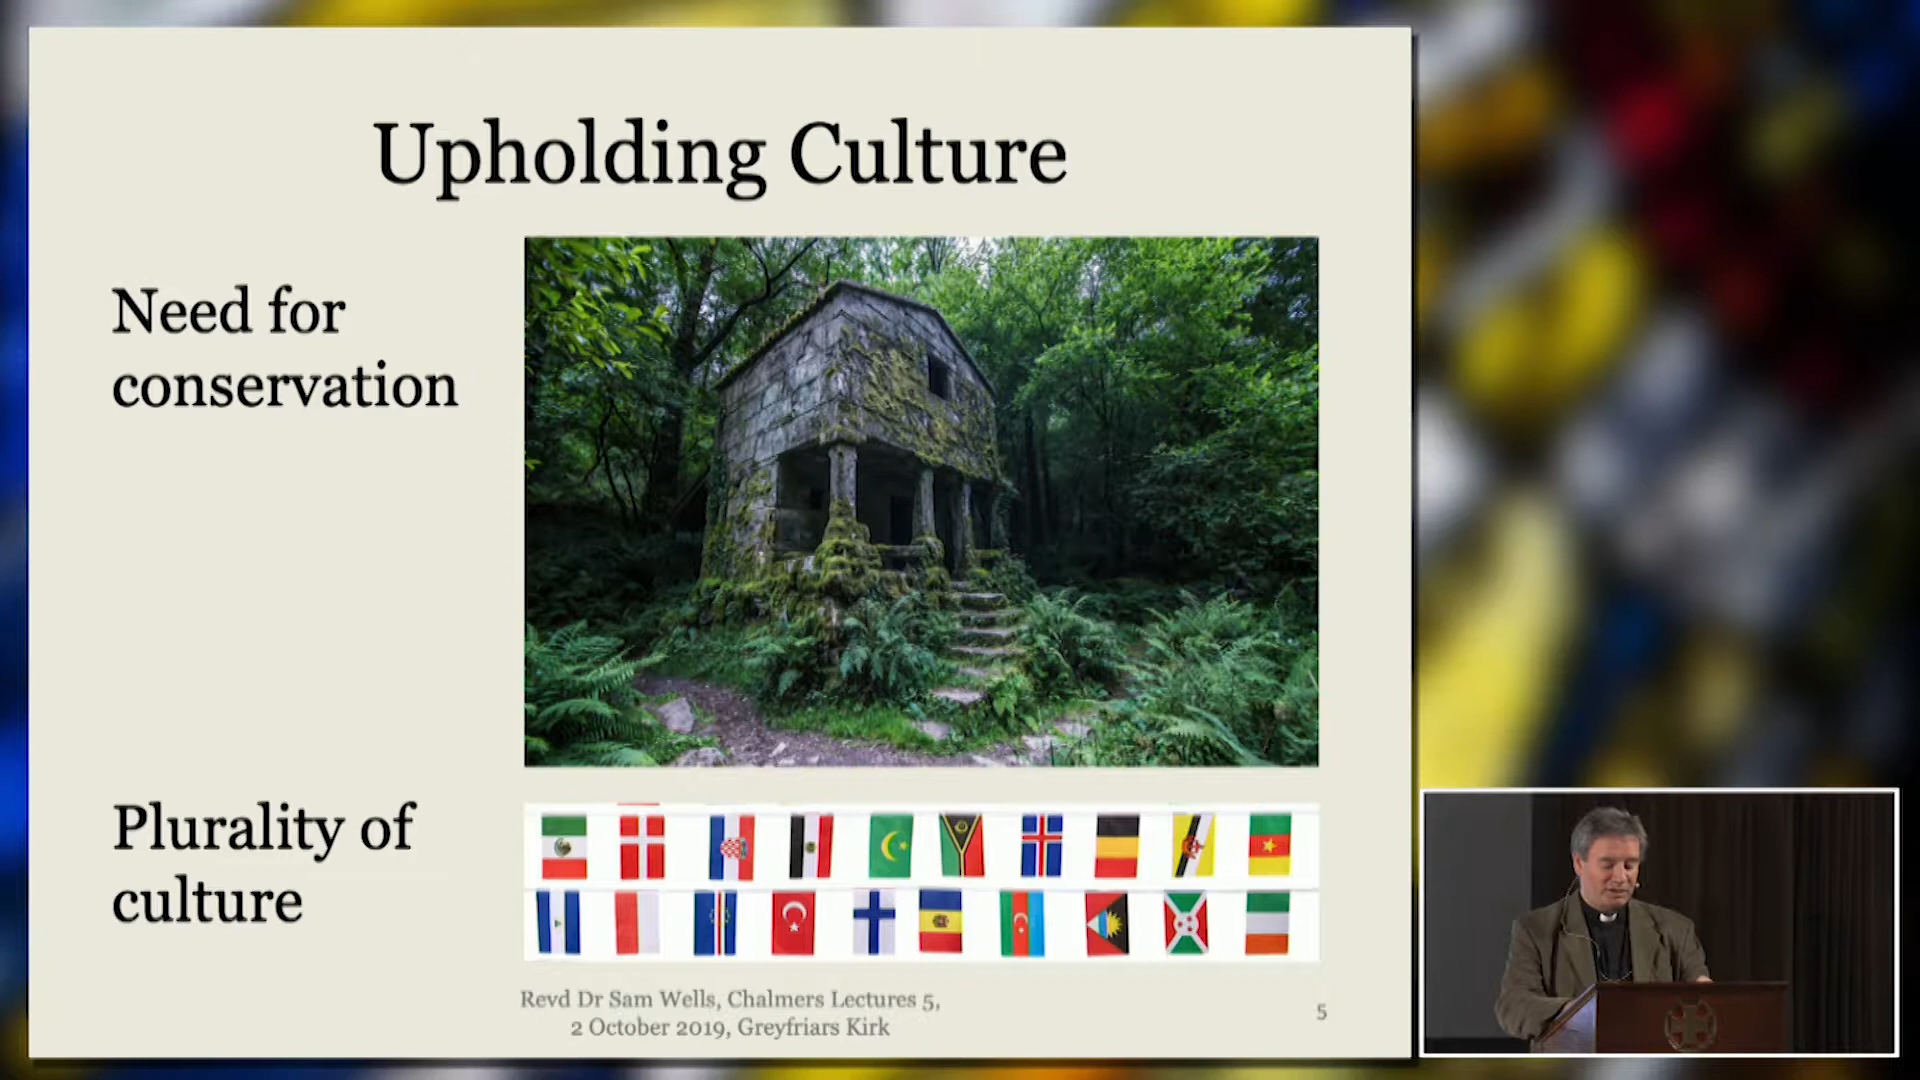 Upholding Culture
Need for
conservation
Plurality of
culture
Revd Dr Sam Wells, Chalmers Lectures 5,
2 October 2019, Greyfriars Kirk
5